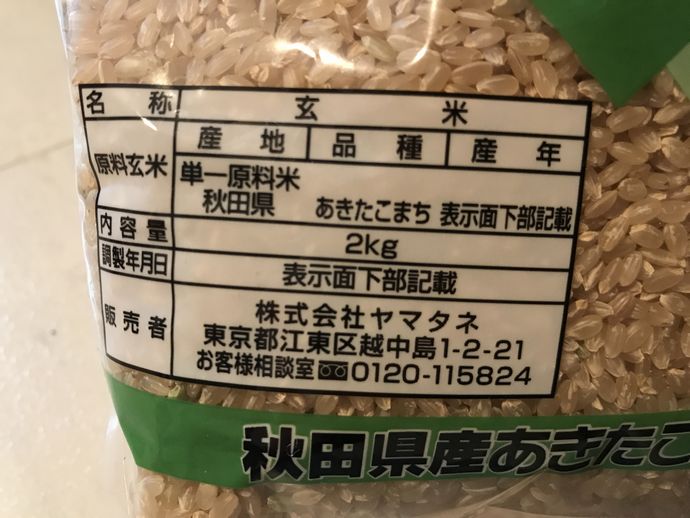 名称 玄米
原料玄米 産地 品種 産年
単一原料米
秋田県 あきたこまち 表示面下部記載
内容量 2kg
調製年月日 表示面下部記載
販売者 株式会社ヤマタネ
東京都江東区越中島1-2-21
お客様相談室 0120-115824
秋田県産あきたこ